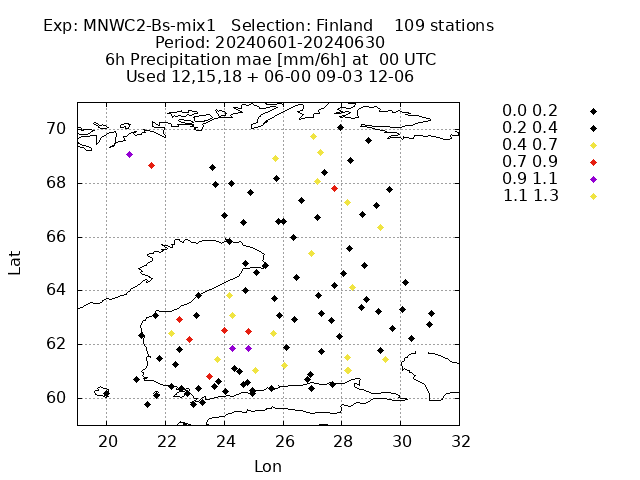 Exp: MNWC2-Bs-mix1   Selection: Finland    109 stations
Period: 20240601-20240630
6h Precipitation mae [mm/6h] at  00 UTC
Used 12,15,18 + 06-00 09-03 12-06
0.0 0.2
0.2 0.4
0.4 0.7
0.7 0.9
0.9 1.1
1.1 1.3
70
68
66
64
62
60
Lat
20 22 24 26 28 30 32
Lon